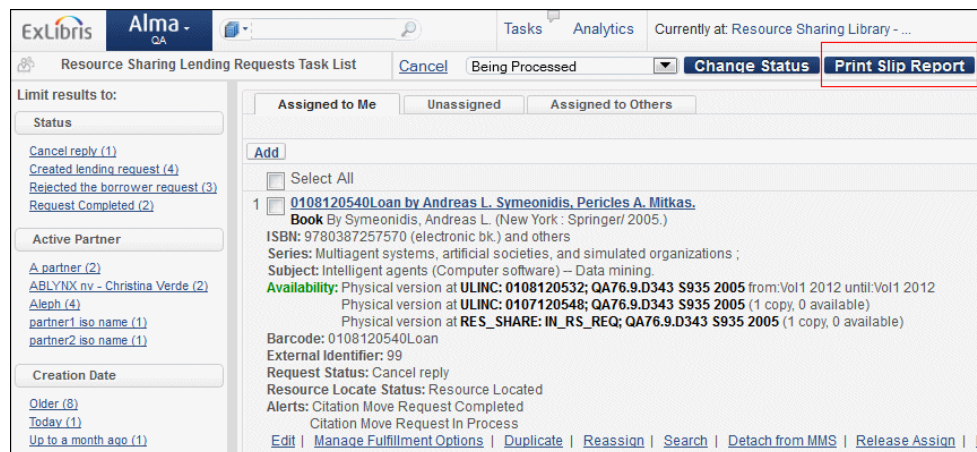 ExLibris Alma - QA Tasks Analytics Currently at: Resource Sharing Library - ...
Resource Sharing Lending Requests Task List Cancel Being Processed Change Status Print Slip Report
Limit results to:
Status
Cancel reply (1)
Created lending request (4)
Rejected the borrower request (3)
Request Completed (2)
Active Partner
A partner (2)
ABLYNX nv - Christina Verde (2)
Aleph (4)
partner1 iso name (1)
partner2 iso name (1)
Creation Date
Older (8)
Today (1)
Up to a month ago (1)
Assigned to Me Unassigned Assigned to Others
Add
Select All
1 0108120540Loan by Andreas L. Symeonidis, Pericles A. Mitkas.
Book By Symeonidis, Andreas L. (New York : Springer/ 2005.)
ISBN: 9780387257570 (electronic bk.) and others
Series: Multiagent systems, artificial societies, and simulated organizations ;
Subject: Intelligent agents (Computer software) -- Data mining.
Availability: Physical version at ULINC: 0108120532; QA76.9.D343 S935 2005 from:Vol1 2012 until:Vol1 2012
Physical version at ULINC: 0107120548; QA76.9.D343 S935 2005 (1 copy, 0 available)
Physical version at RES_SHARE: IN_RS_REQ; QA76.9.D343 S935 2005 (1 copy, 0 available)
Barcode: 0108120540Loan
External Identifier: 99
Request Status: Cancel reply
Resource Locate Status: Resource Located
Alerts: Citation Move Request Completed
Citation Move Request In Process
Edit | Manage Fulfillment Options | Duplicate | Reassign | Search | Detach from MMS | Release Assign |